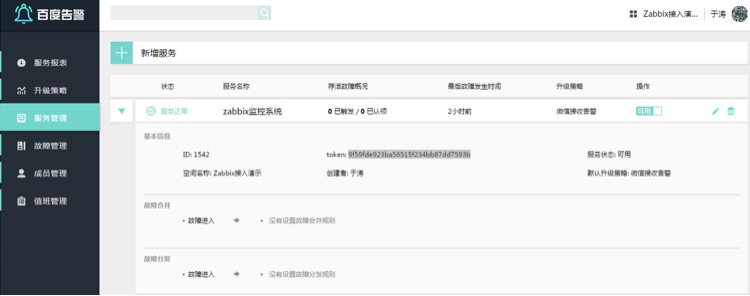 百度告警
Zabbix接入演... 于涛
新增服务
服务报表
升级策略
服务管理
故障管理
成员管理
值班管理
状态 服务名称 存活故障概况 最后故障发生时间 升级策略 操作
服务正常 zabbix监控系统 0 已触发 / 0 已认领 2小时前 微信接收告警 可用
基本信息
ID: 1542 token: 9f59fde923ba56515f234bb87dd7593b 服务状态: 可用
空间名称: Zabbix接入演示 创建者: 于涛 默认升级策略: 微信接收告警
故障合并
• 故障进入 • 没有设置故障合并规则
故障分发
• 故障进入 • 没有设置故障分发规则